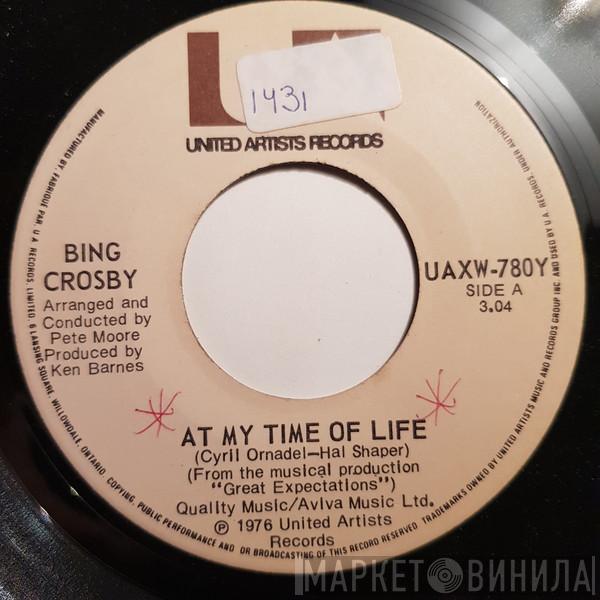 UA
1431
UNITED ARTISTS RECORDS
BING
CROSBY
Arranged and
Conducted by
Pete Moore
Produced by
Ken Barnes
UAXW-780Y
SIDE A
3.04
AT MY TIME OF LIFE
(Cyril Ornadel—Hal Shaper)
(From the musical production
"Great Expectations")
Quality Music/Aviva Music Ltd.
℗ 1976 United Artists
Records
MANUFACTURED BY. FABRIQUE PAR. U A RECORDS, LIMITED, 6 LANSING SQUARE, WILLOWDALE, ONTARIO. COPYING, PUBLIC PERFORMANCE AND OR BROADCASTING OF THIS RECORD RESERVED. TRADEMARKS OWNED BY UNITED ARTISTS MUSIC AND RECORDS GROUP INC AND USED BY U A RECORDS, UNDER AUTHORIZATION
МАРКЕТ ВИНИЛА